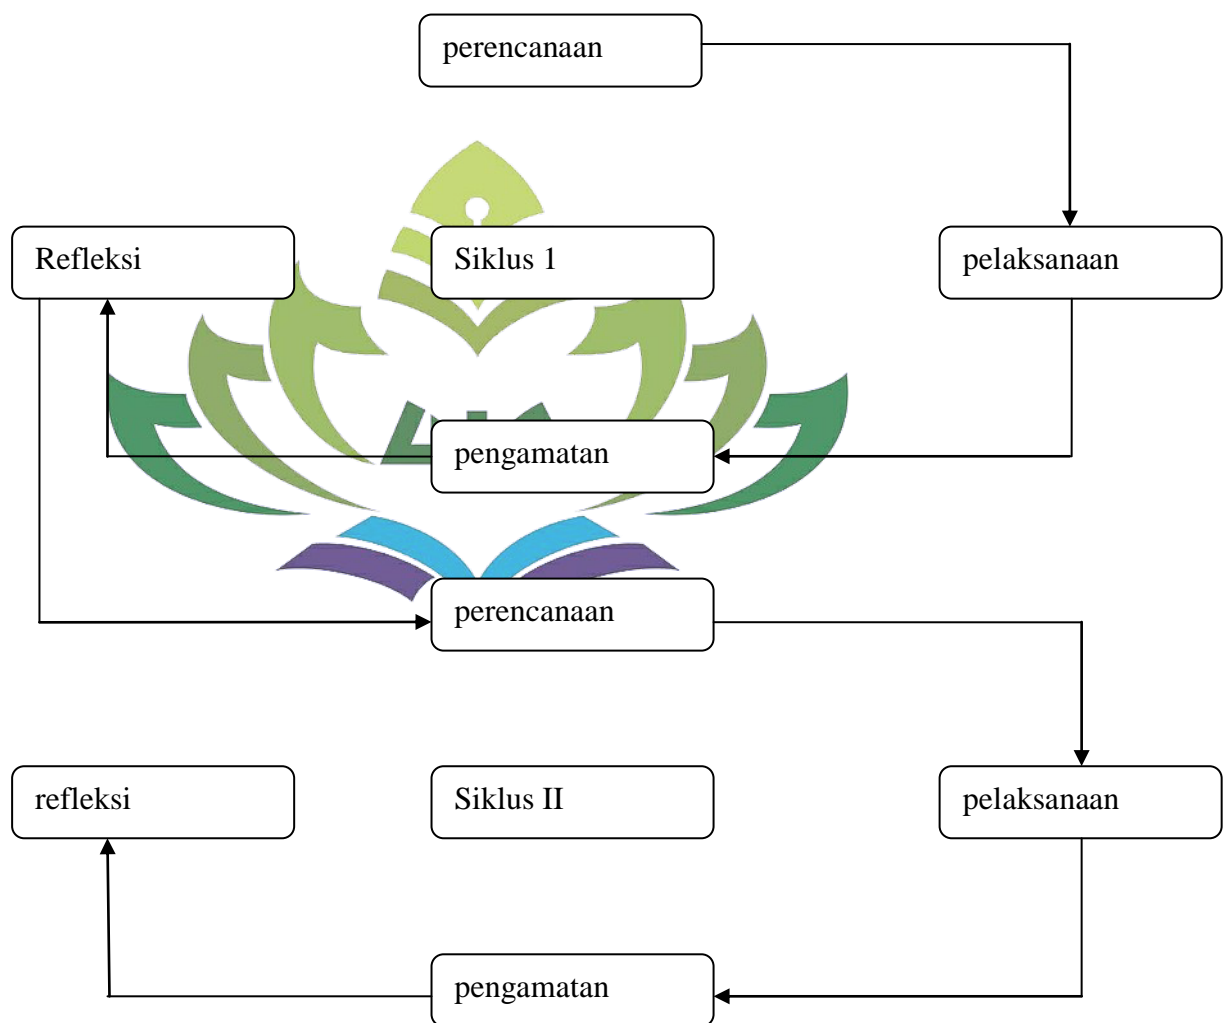 perencanaan
Refleksi
Siklus 1
pelaksanaan
pengamatan
perencanaan
refleksi
Siklus II
pelaksanaan
pengamatan